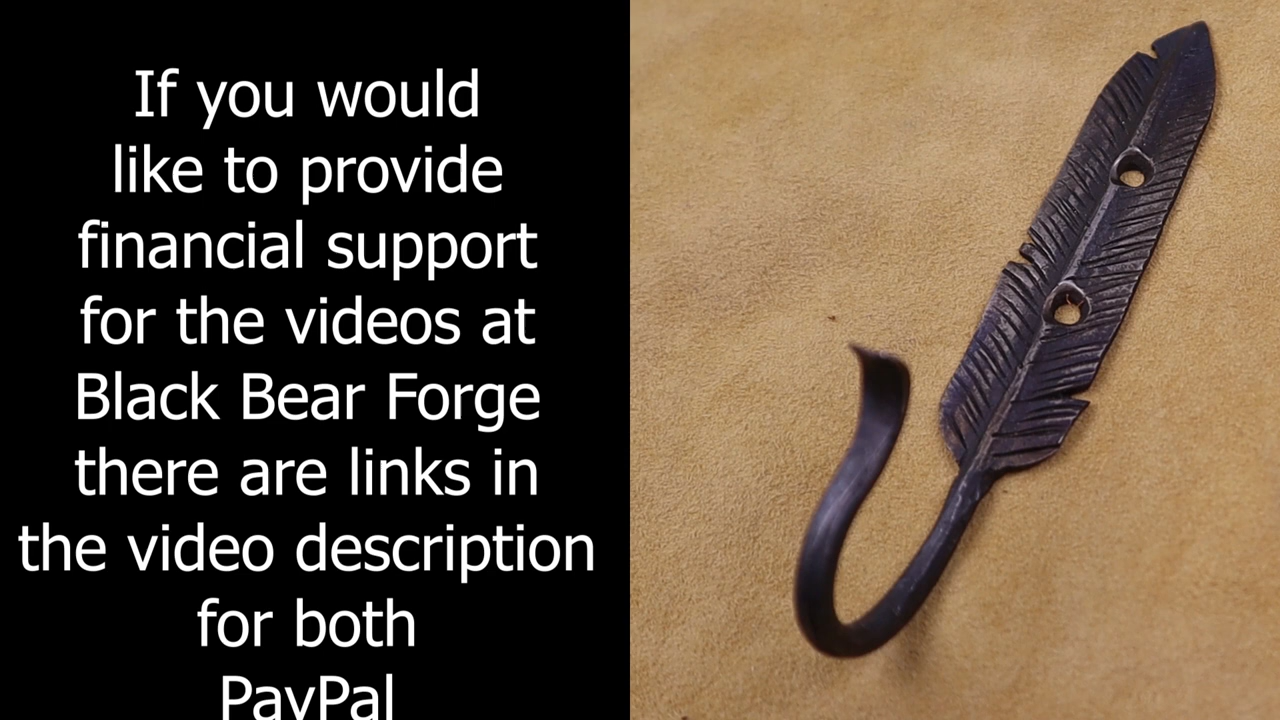 If you would
like to provide
financial support
for the videos at
Black Bear Forge
there are links in
the video description
for both
PayPal